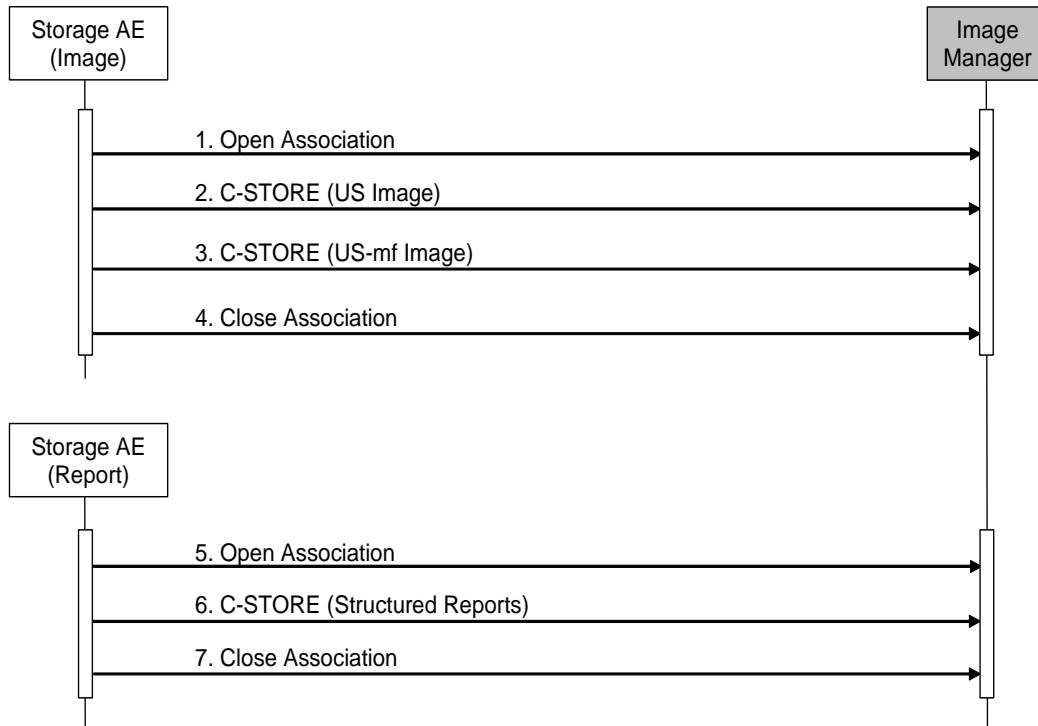 Storage AE
(Image)
Image
Manager
1. Open Association
2. C-STORE (US Image)
3. C-STORE (US-mf Image)
4. Close Association
Storage AE
(Report)
5. Open Association
6. C-STORE (Structured Reports)
7. Close Association